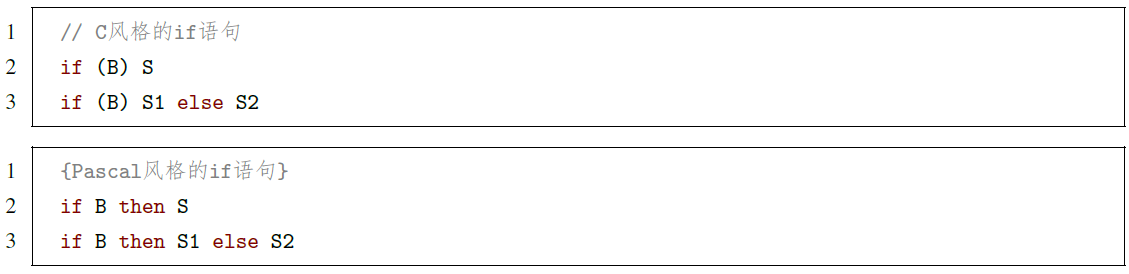 1 // C风格的if语句
2 if (B) S
3 if (B) S1 else S2
1 {Pascal风格的if语句}
2 if B then S
3 if B then S1 else S2